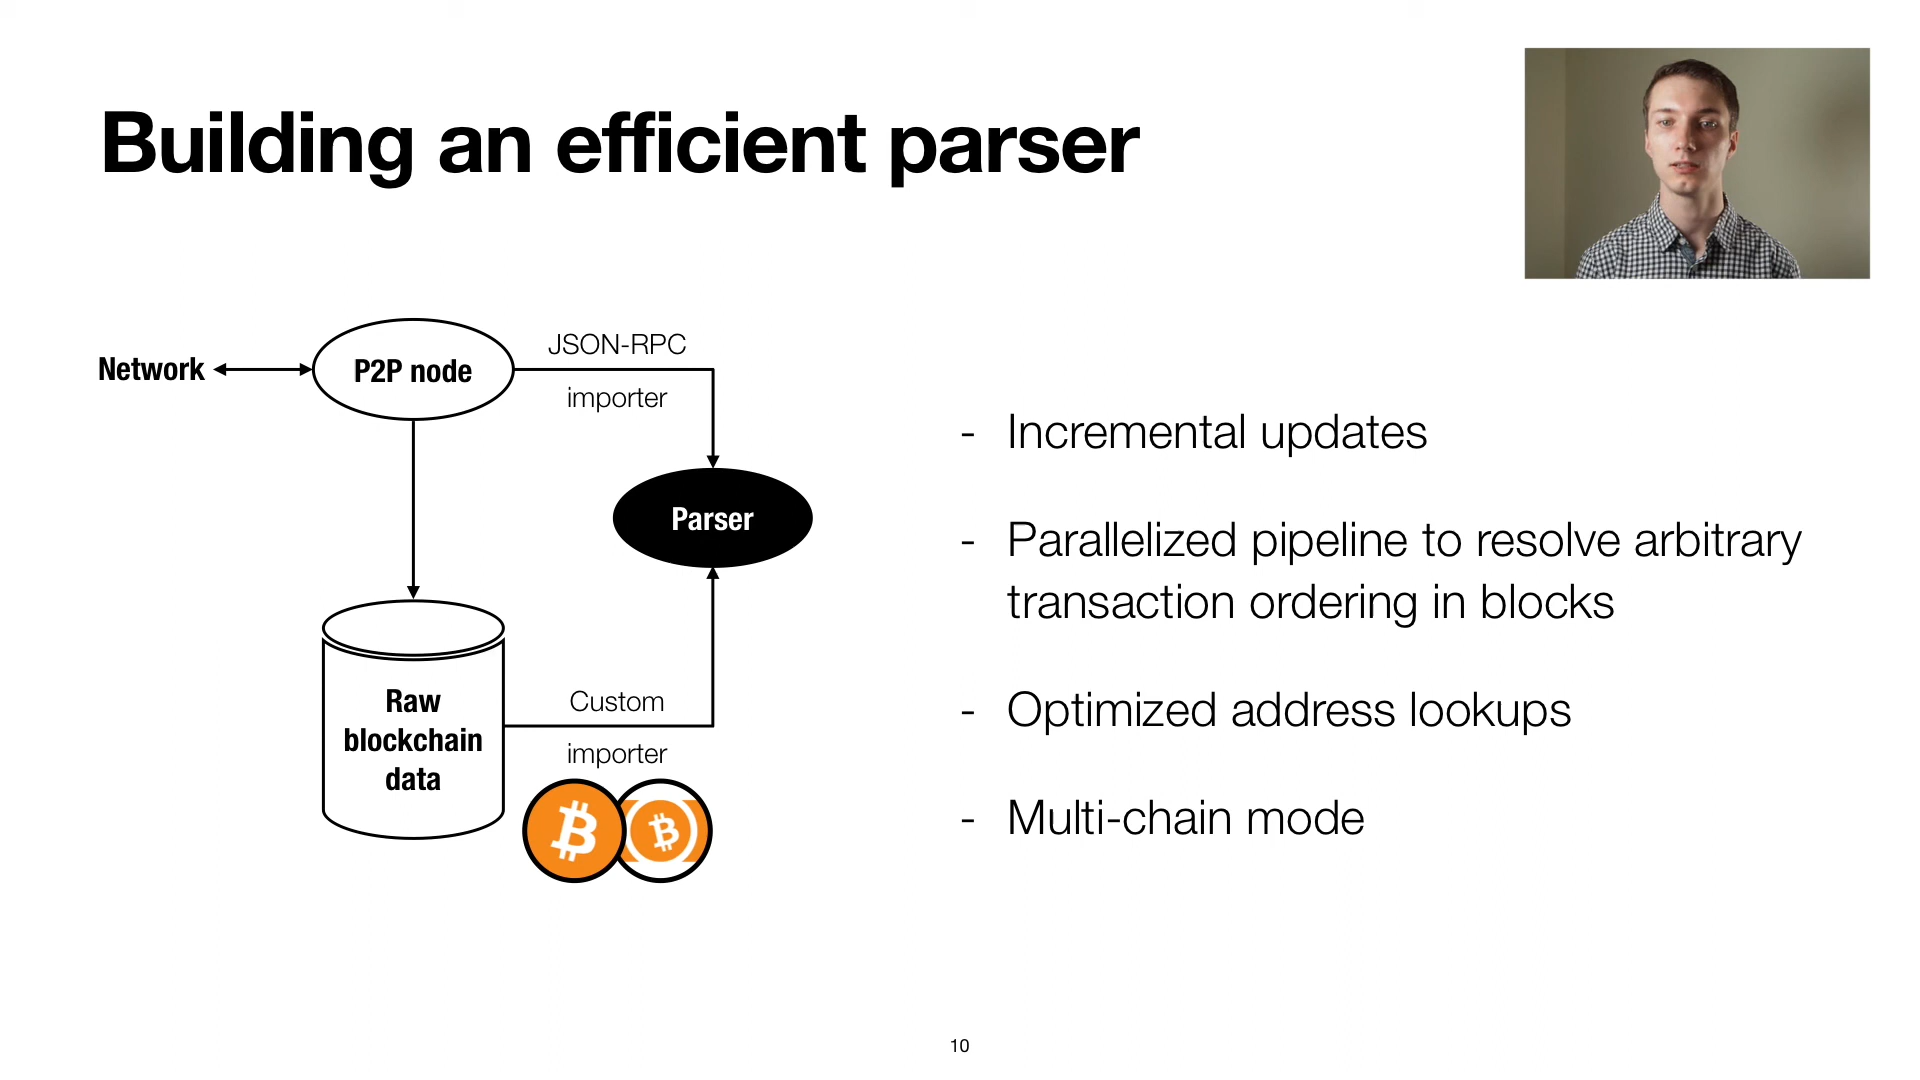 Building an efficient parser
Network
P2P node
JSON-RPC
importer
Parser
Raw
blockchain
data
Custom
importer
- Incremental updates
- Parallelized pipeline to resolve arbitrary
transaction ordering in blocks
- Optimized address lookups
- Multi-chain mode
10